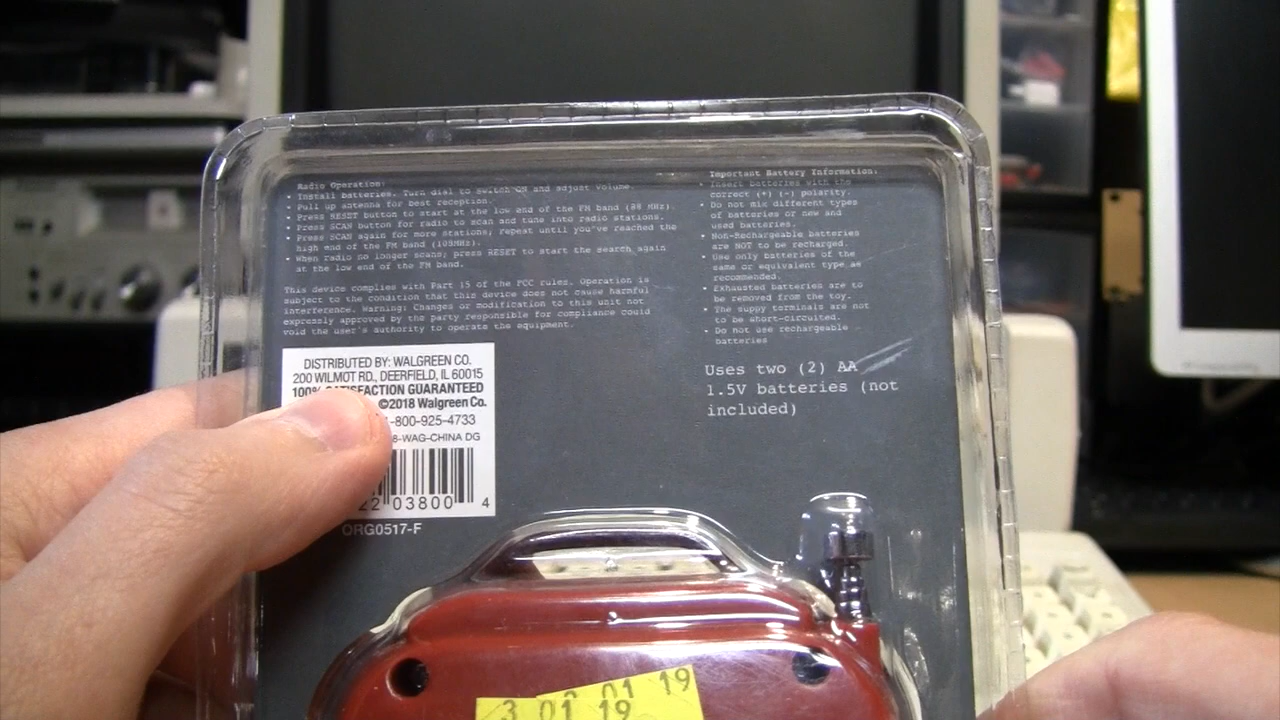 Radio Operation:
• Install batteries. Turn dial to switch ON and adjust volume.
• Pull up antenna for best reception.
• Press RESET button to start at the low end of the FM band (88 MHz)
• Press SCAN button for radio to scan and tune into radio stations.
• Press SCAN again for more stations; repeat until you've reached the
high end of the FM band (108MHz).
• When radio no longer scans; press RESET to start the search again
at the low end of the FM band.
This device complies with Part 15 of the FCC rules. Operation is
subject to the condition that this device does not cause harmful
interference. Warning: Changes or modification to this unit not
expressly approved by the party responsible for compliance could
void the user's authority to operate the equipment.
Important Battery Information:
• Insert batteries with the
correct (+) (-) polarity.
• Do not mix different types
of batteries or new and
used batteries.
• Non-Rechargeable batteries
are NOT to be recharged.
• Use only batteries of the
same or equivalent type as
recommended.
• Exhausted batteries are to
be removed from the toy.
• The suppy terminals are not
to be short-circuited.
• Do not use rechargeable
batteries
Uses two (2) AA
1.5V batteries (not
included)
DISTRIBUTED BY: WALGREEN CO.
200 WILMOT RD., DEERFIELD, IL 60015
100% SATISFACTION GUARANTEED
©2018 Walgreen Co.
-800-925-4733
8-WAG-CHINA DG
22 03800 4
ORG0517-F
01 19
3 01 19